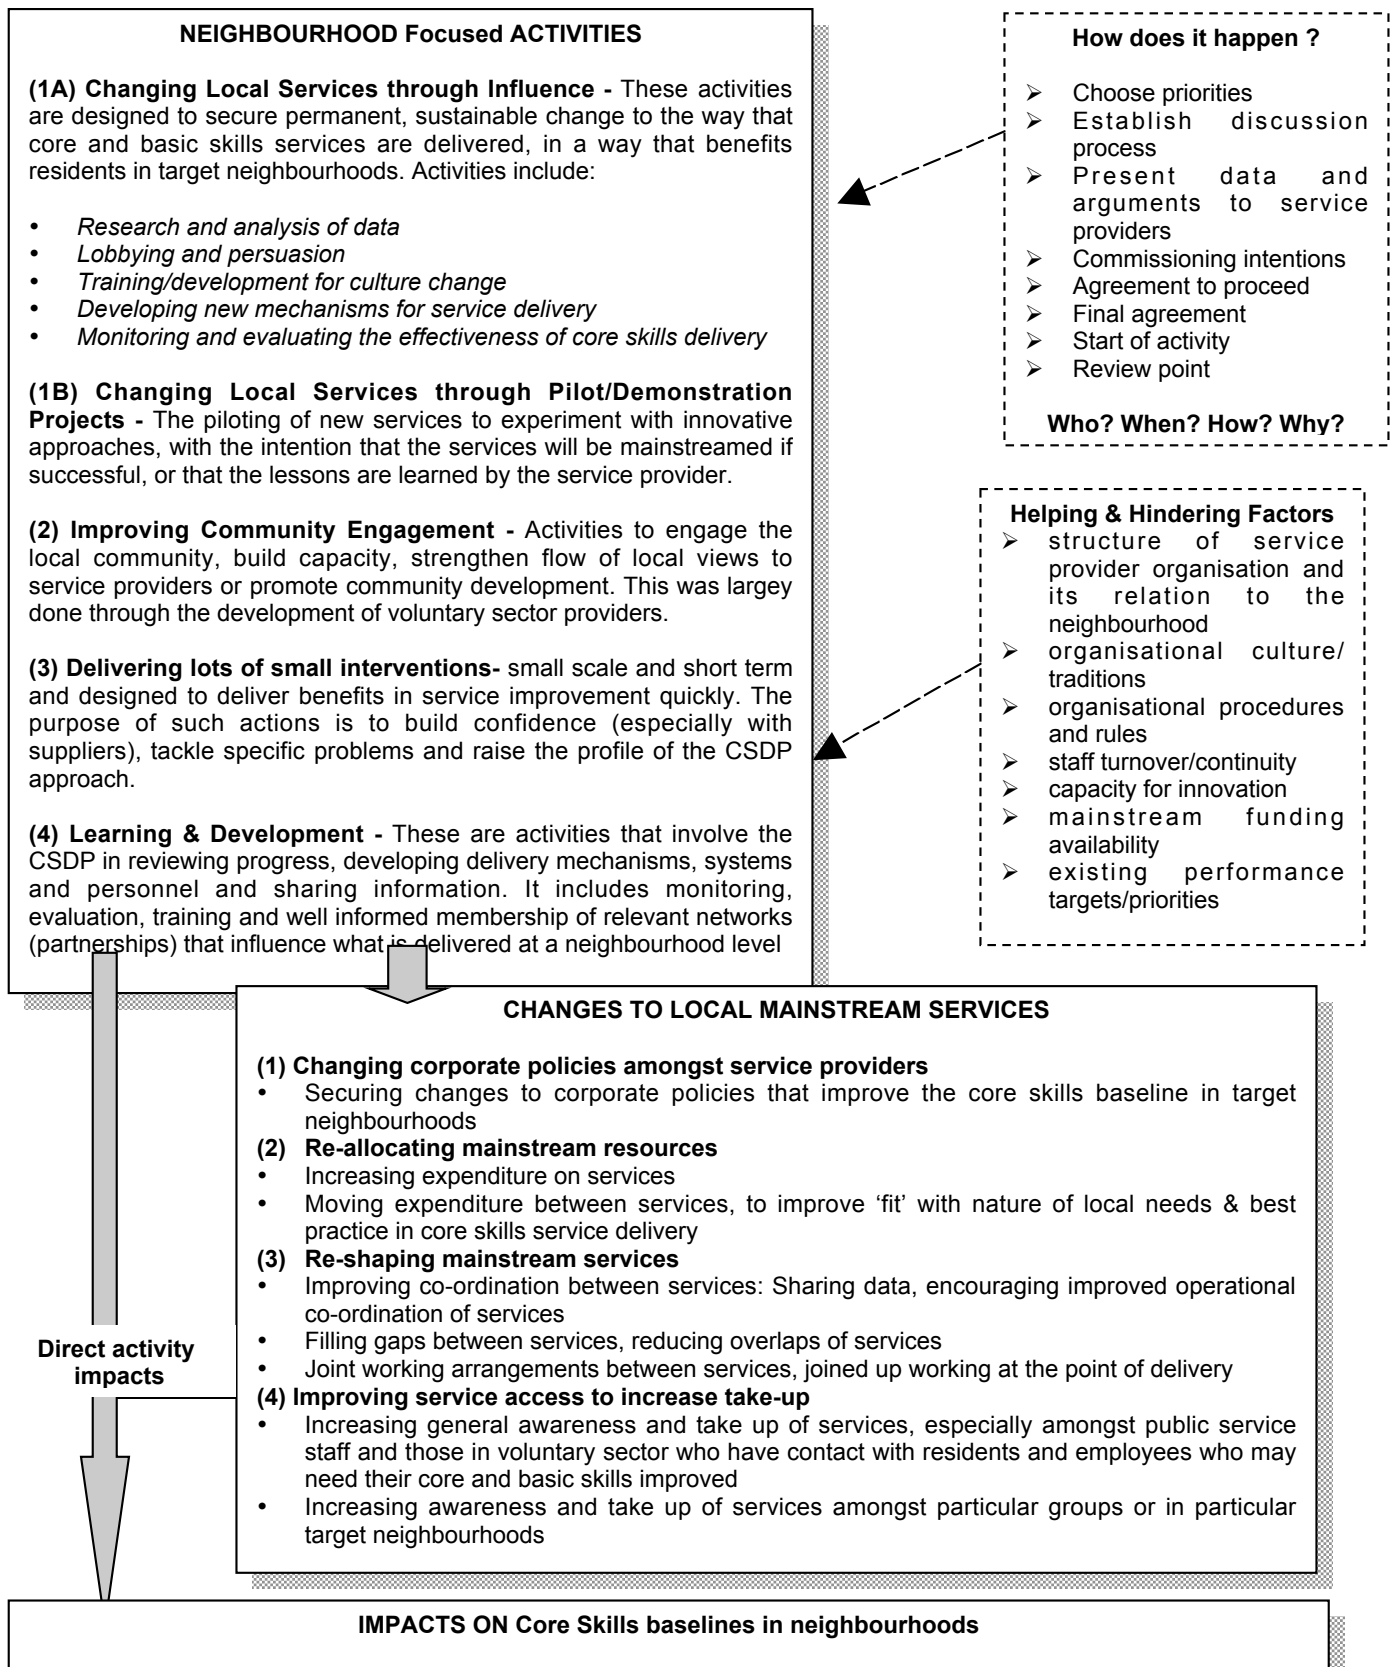 NEIGHBOURHOOD Focused ACTIVITIES
(1A) Changing Local Services through Influence - These activities
are designed to secure permanent, sustainable change to the way that
core and basic skills services are delivered, in a way that benefits
residents in target neighbourhoods. Activities include:
• Research and analysis of data
• Lobbying and persuasion
• Training/development for culture change
• Developing new mechanisms for service delivery
• Monitoring and evaluating the effectiveness of core skills delivery
(1B) Changing Local Services through Pilot/Demonstration
Projects - The piloting of new services to experiment with innovative
approaches, with the intention that the services will be mainstreamed if
successful, or that the lessons are learned by the service provider.
(2) Improving Community Engagement - Activities to engage the
local community, build capacity, strengthen flow of local views to
service providers or promote community development. This was largey
done through the development of voluntary sector providers.
(3) Delivering lots of small interventions- small scale and short term
and designed to deliver benefits in service improvement quickly. The
purpose of such actions is to build confidence (especially with
suppliers), tackle specific problems and raise the profile of the CSDP
approach.
(4) Learning & Development - These are activities that involve the
CSDP in reviewing progress, developing delivery mechanisms, systems
and personnel and sharing information. It includes monitoring,
evaluation, training and well informed membership of relevant networks
(partnerships) that influence what is delivered at a neighbourhood level
How does it happen ?
➢ Choose priorities
➢ Establish discussion
process
➢ Present data and
arguments to service
providers
➢ Commissioning intentions
➢ Agreement to proceed
➢ Final agreement
➢ Start of activity
➢ Review point
Who? When? How? Why?
Helping & Hindering Factors
➢ structure of service
provider organisation and
its relation to the
neighbourhood
➢ organisational culture/
traditions
➢ organisational procedures
and rules
➢ staff turnover/continuity
➢ capacity for innovation
➢ mainstream funding
availability
➢ existing performance
targets/priorities
CHANGES TO LOCAL MAINSTREAM SERVICES
(1) Changing corporate policies amongst service providers
• Securing changes to corporate policies that improve the core skills baseline in target
neighbourhoods
(2) Re-allocating mainstream resources
• Increasing expenditure on services
• Moving expenditure between services, to improve ‘fit’ with nature of local needs & best
practice in core skills service delivery
(3) Re-shaping mainstream services
• Improving co-ordination between services: Sharing data, encouraging improved operational
co-ordination of services
• Filling gaps between services, reducing overlaps of services
• Joint working arrangements between services, joined up working at the point of delivery
(4) Improving service access to increase take-up
• Increasing general awareness and take up of services, especially amongst public service
staff and those in voluntary sector who have contact with residents and employees who may
need their core and basic skills improved
• Increasing awareness and take up of services amongst particular groups or in particular
target neighbourhoods
Direct activity
impacts
IMPACTS ON Core Skills baselines in neighbourhoods